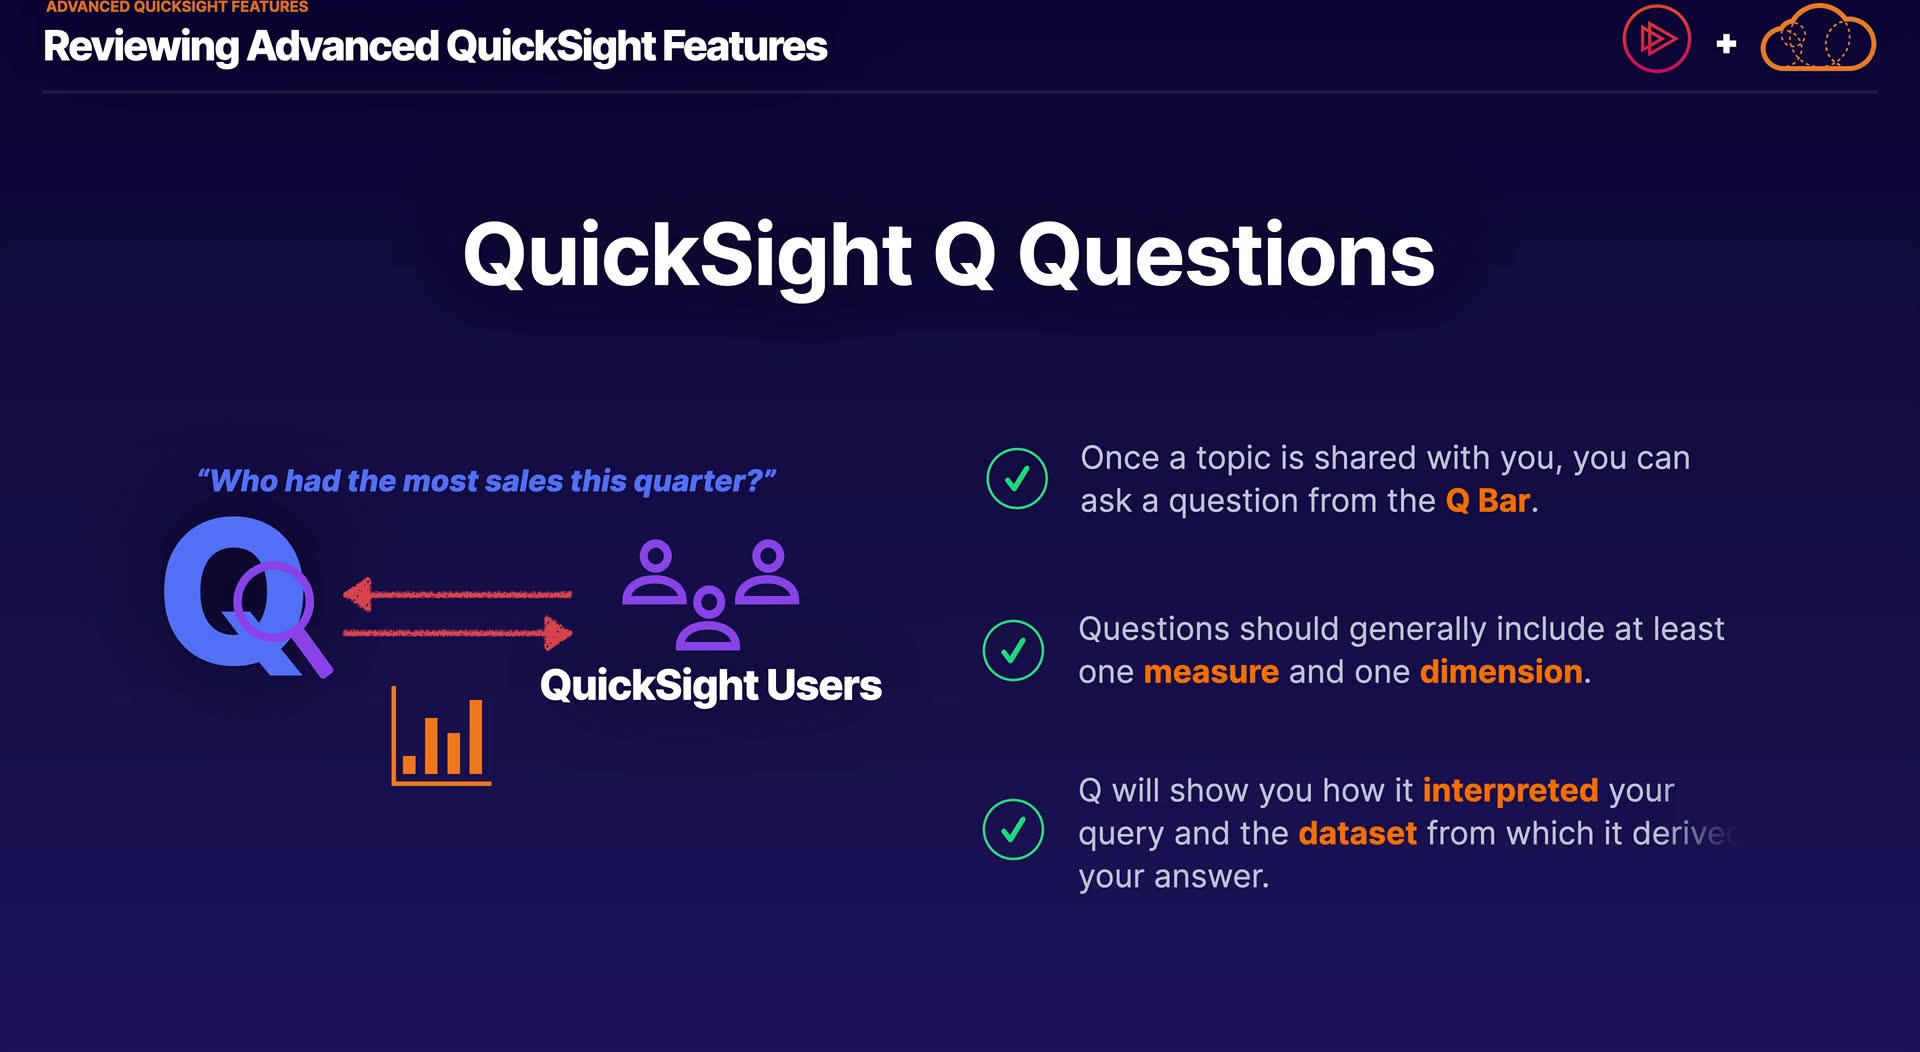 ADVANCED QUICKSIGHT FEATURES
Reviewing Advanced QuickSight Features
+
QuickSight Q Questions
“Who had the most sales this quarter?”
Q
QuickSight Users
Once a topic is shared with you, you can
ask a question from the Q Bar.
Questions should generally include at least
one measure and one dimension.
Q will show you how it interpreted your
query and the dataset from which it derived
your answer.